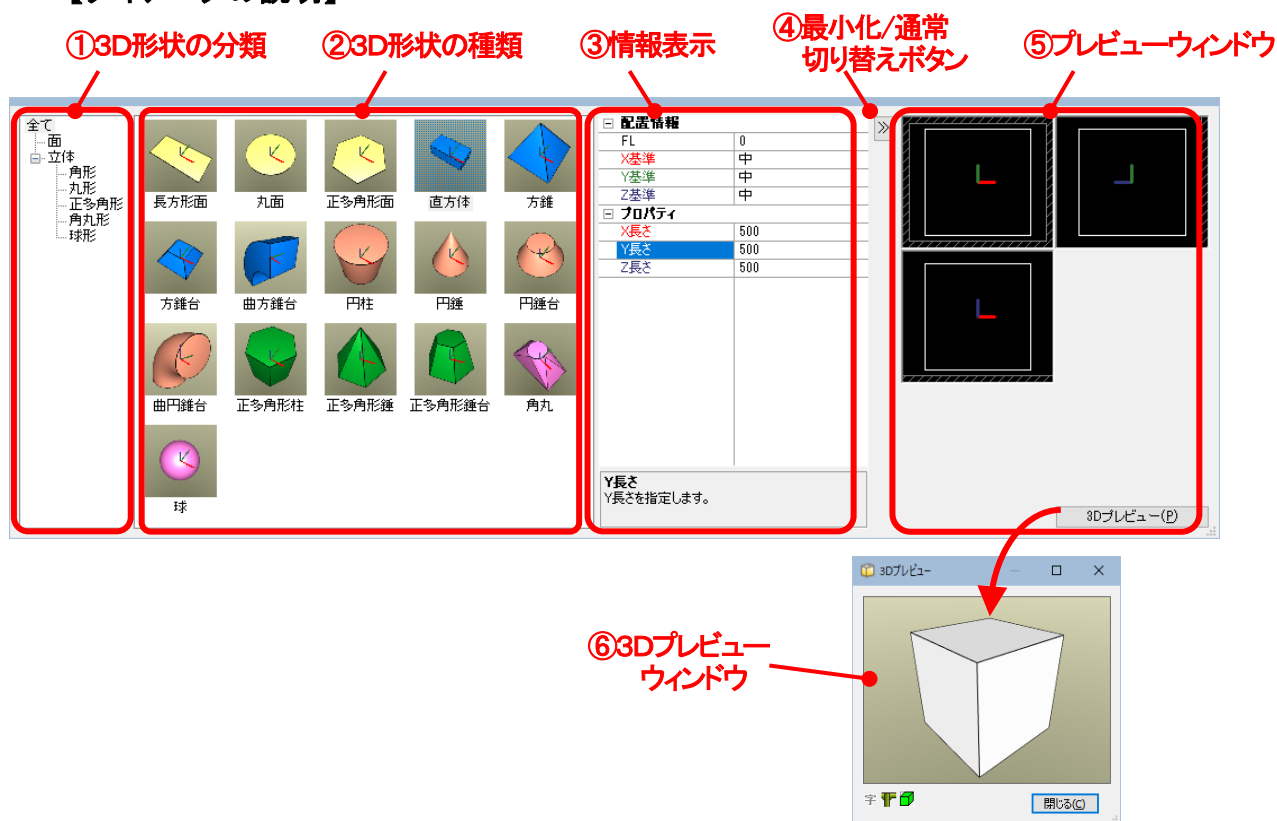 ①3D形状の分類
②3D形状の種類
③情報表示
④最小化/通常
切り替えボタン
⑤プレビューウィンドウ
全て
面
立体
角形
丸形
正多角形
角丸形
球形
長方形面
丸面
正多角形面
直方体
方錐
方錐台
曲方錐台
円柱
円錐
円錐台
曲円錐台
正多角形柱
正多角形錐
正多角形錐台
角丸
球
配置情報
FL 0
X基準 中
Y基準 中
Z基準 中
プロパティ
X長さ 500
Y長さ 500
Z長さ 500
Y長さ
Y長さを指定します。
3Dプレビュー(P)
3Dプレビュー
⑥3Dプレビュー
ウィンドウ
字
閉じる(C)